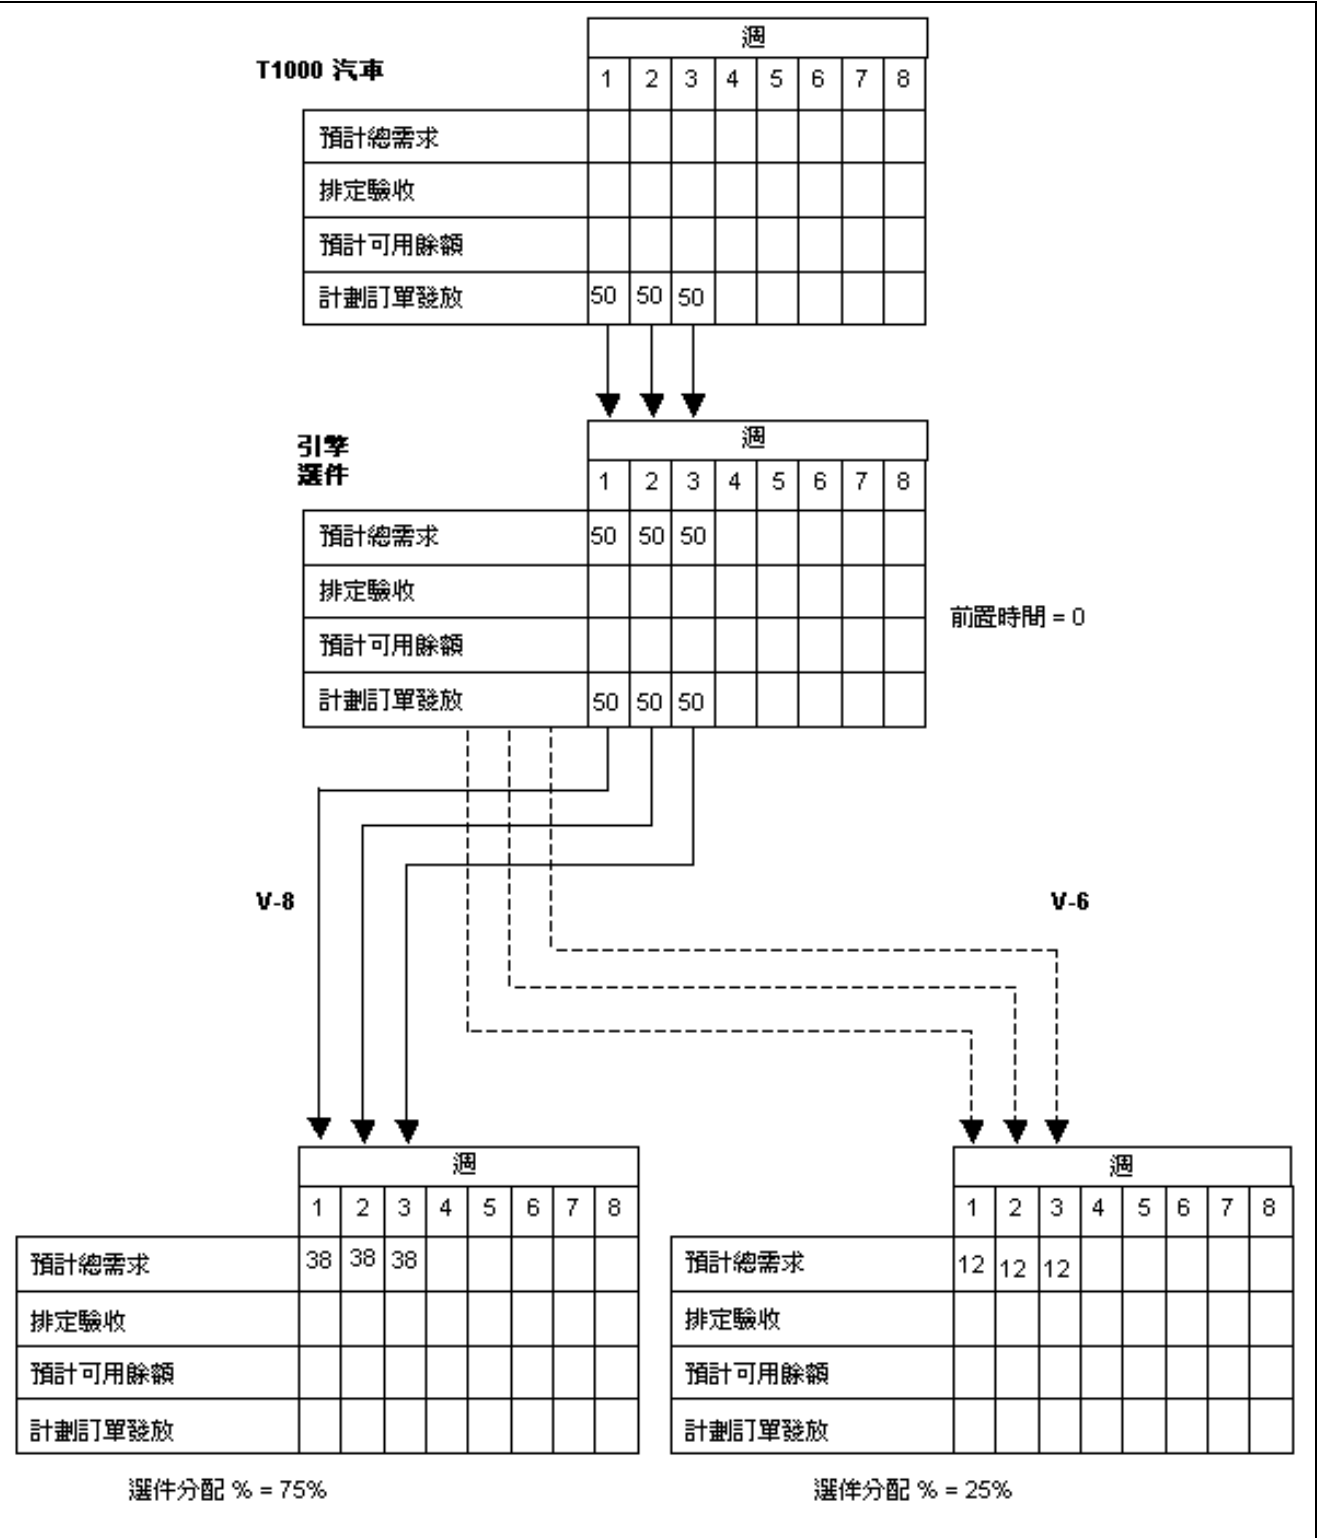 週
T1000 汽車
1 2 3 4 5 6 7 8
預計總需求
排定驗收
預計可用餘額
計劃訂單發放 50 50 50
引擎
選件
週
1 2 3 4 5 6 7 8
預計總需求 50 50 50
排定驗收
預計可用餘額
計劃訂單發放 50 50 50
前置時間 = 0
V-8
V-6
週
1 2 3 4 5 6 7 8
預計總需求 38 38 38
排定驗收
預計可用餘額
計劃訂單發放
選件分配 % = 75%
週
1 2 3 4 5 6 7 8
預計總需求 12 12 12
排定驗收
預計可用餘額
計劃訂單發放
選侔分配 % = 25%